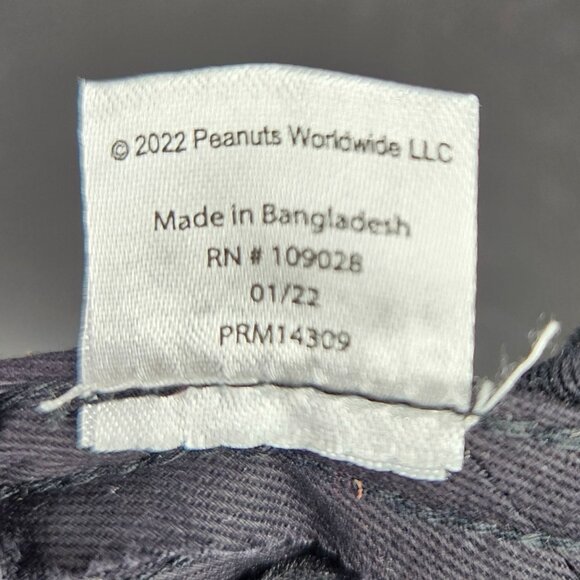 © 2022 Peanuts Worldwide LLC
Made in Bangladesh
RN # 109028
01/22
PRM14309